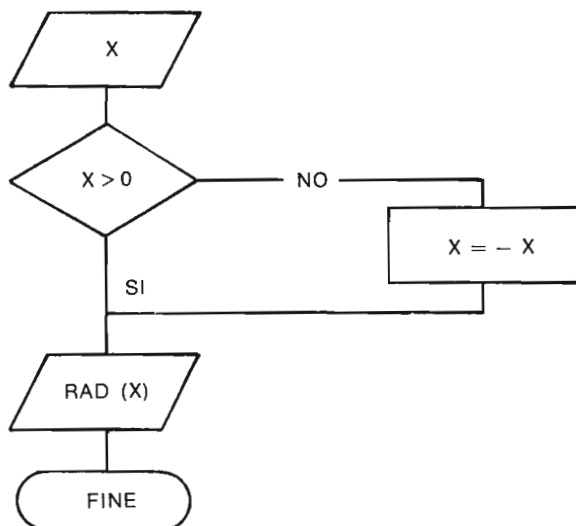 X
X > 0
NO
X = – X
SI
RAD (X)
FINE